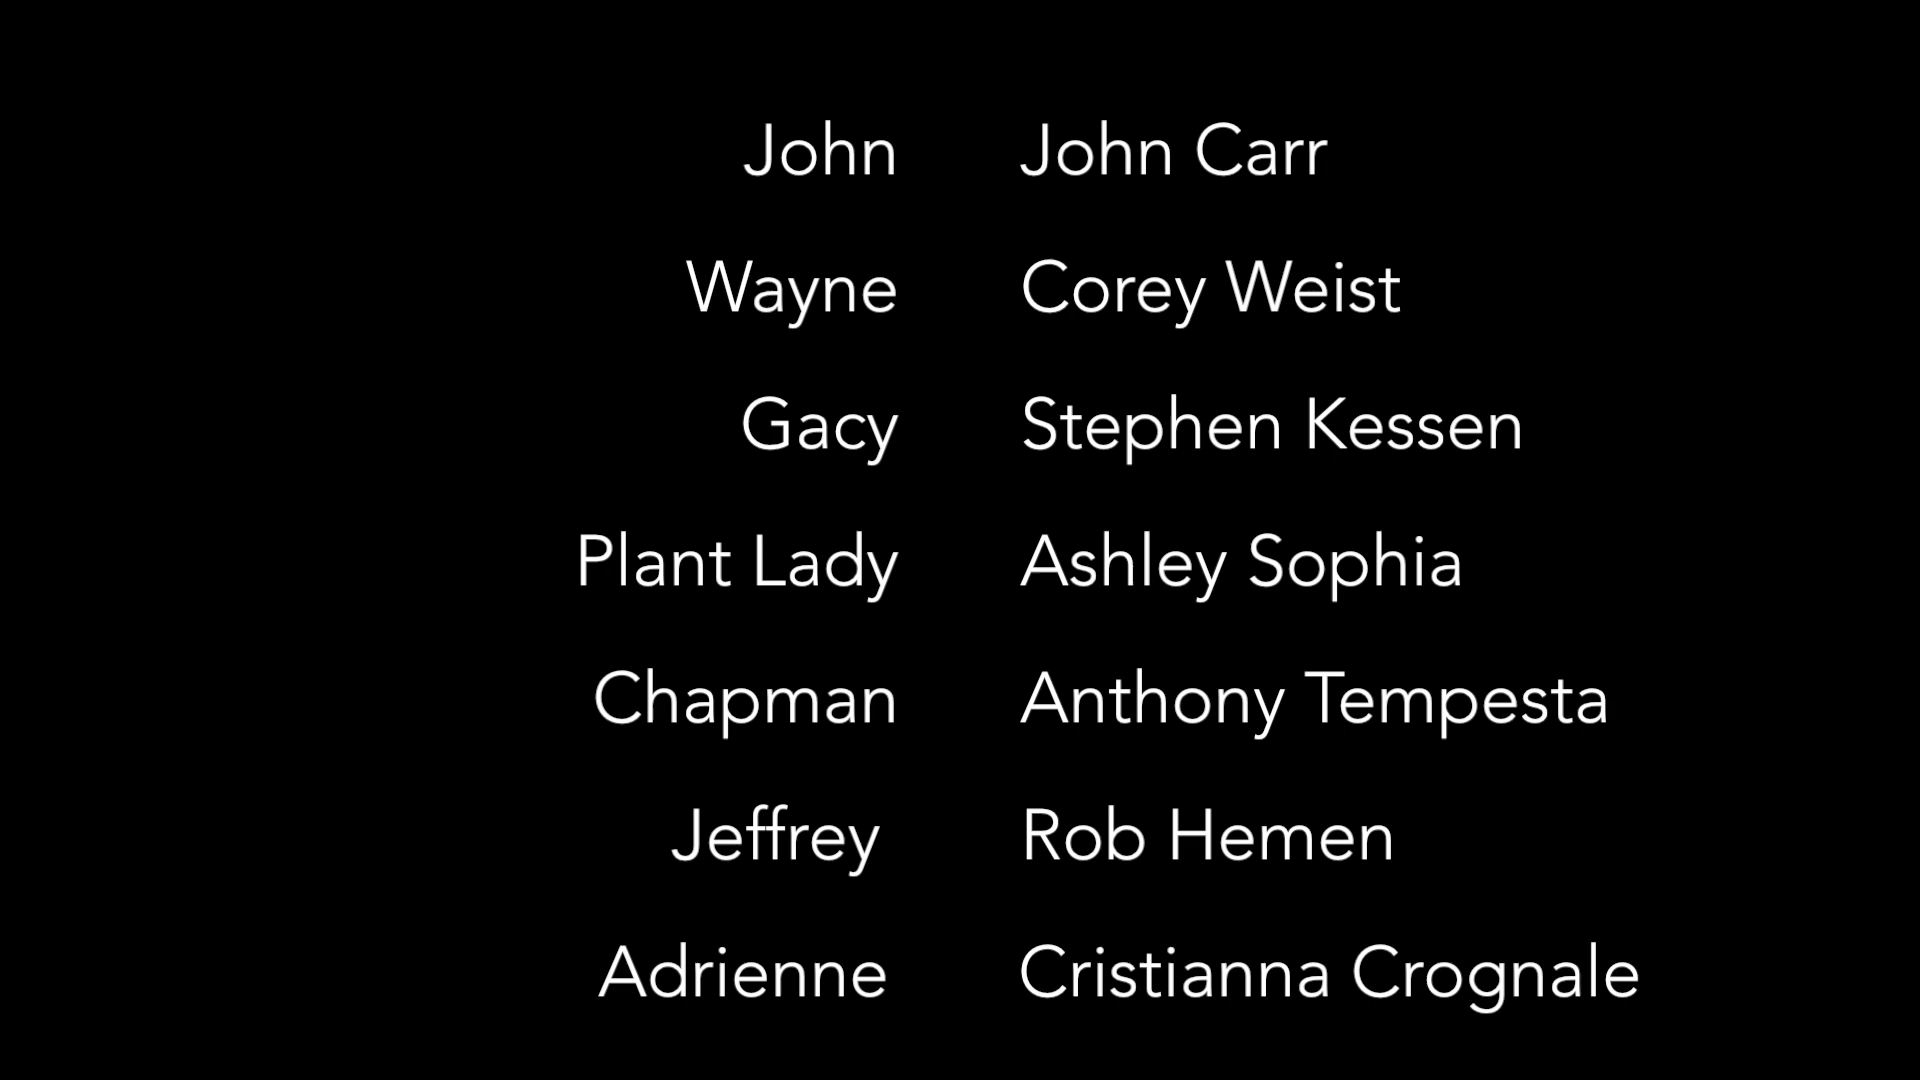 John John Carr
Wayne Corey Weist
Gacy Stephen Kessen
Plant Lady Ashley Sophia
Chapman Anthony Tempesta
Jeffrey Rob Hemen
Adrienne Cristianna Crognale